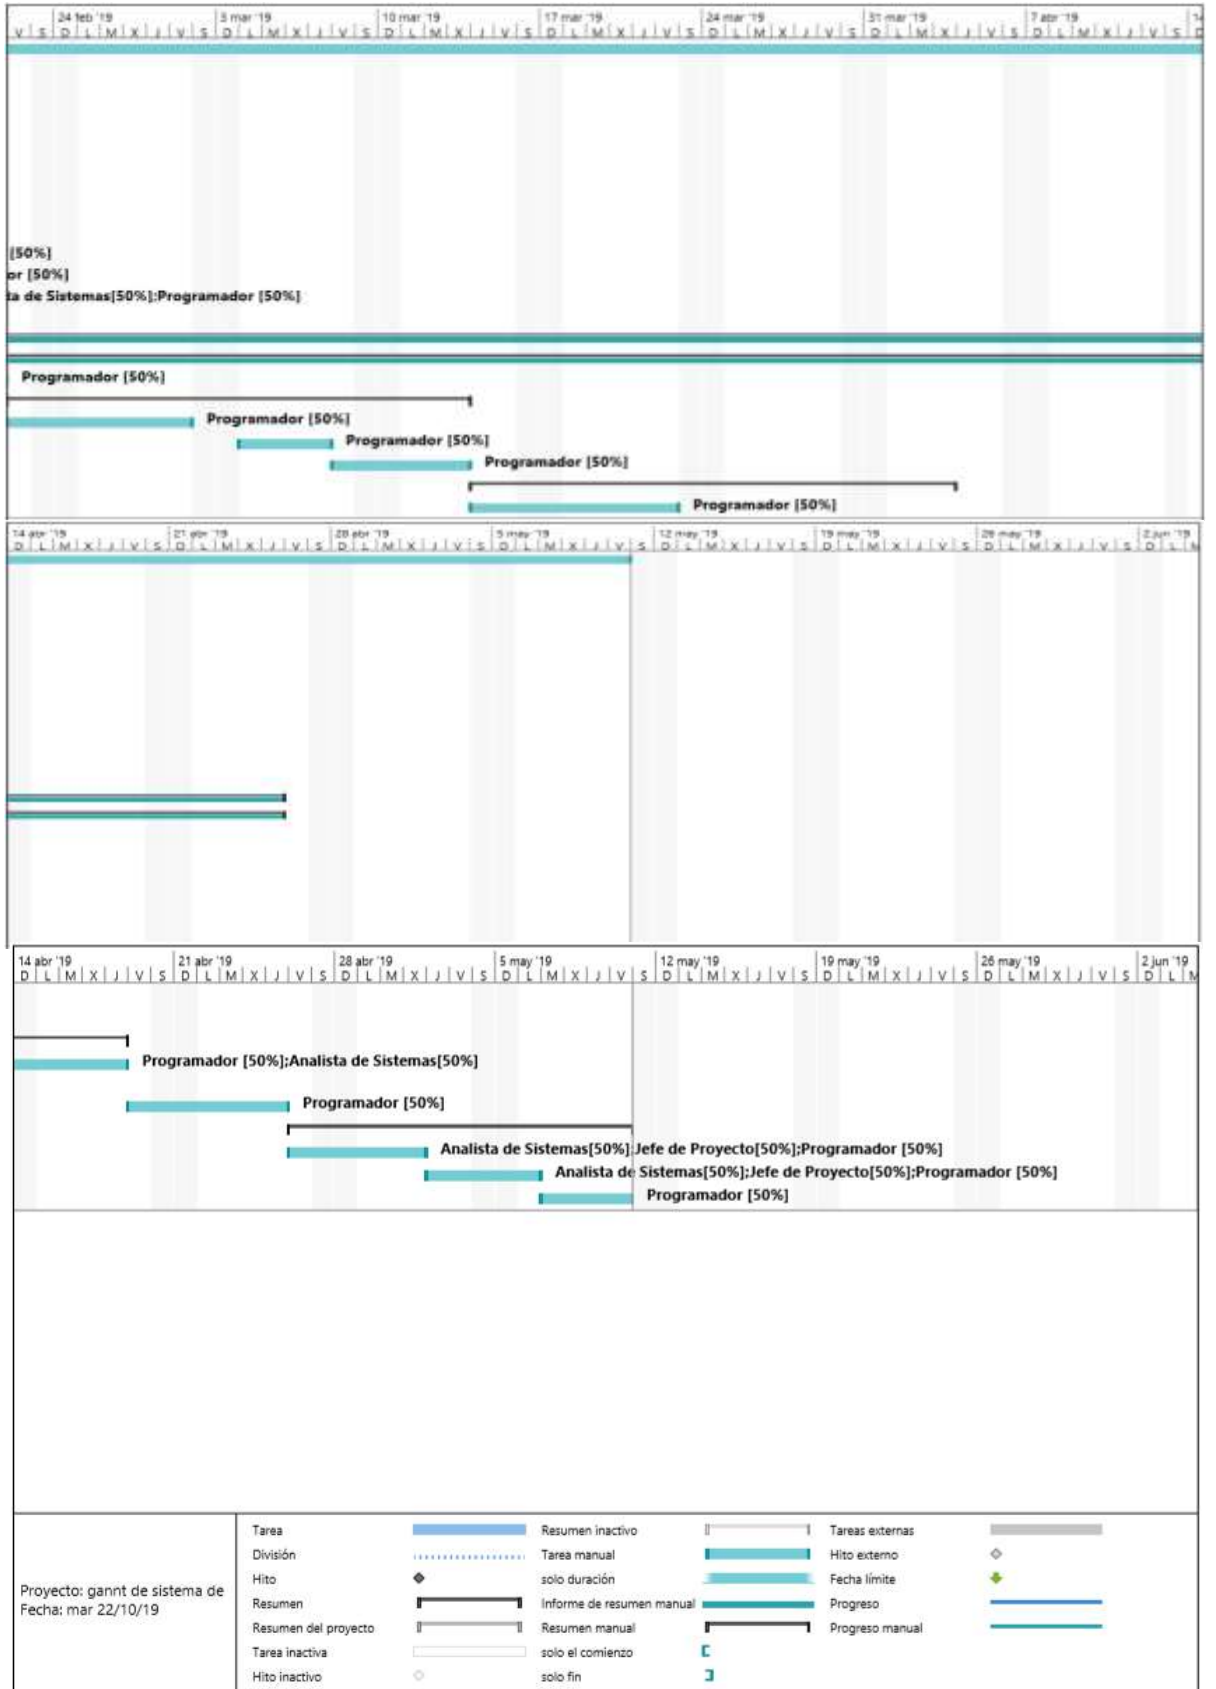 24 feb '19 3 mar '19 10 mar '19 17 mar '19 24 mar '19 31 mar '19 7 abr '19 14
V S D L M X J V S D L M X J V S D L M X J V S D L M X J V S D L M X J V S D L M X J V S D L M X J V S D L M X J V S D
[50%]
or [50%]
ta de Sistemas[50%];Programador [50%]
Programador [50%]
Programador [50%]
Programador [50%]
Programador [50%]
Programador [50%]
14 abr '19 21 abr '19 28 abr '19 5 may '19 12 may '19 19 may '19 26 may '19 2 jun '19
D L M X J V S D L M X J V S D L M X J V S D L M X J V S D L M X J V S D L M X J V S D L M X J V S D L M
14 abr '19 21 abr '19 28 abr '19 5 may '19 12 may '19 19 may '19 26 may '19 2 jun '19
D L M X J V S D L M X J V S D L M X J V S D L M X J V S D L M X J V S D L M X J V S D L M X J V S D L M
Programador [50%];Analista de Sistemas[50%]
Programador [50%]
Analista de Sistemas[50%];Jefe de Proyecto[50%];Programador [50%]
Analista de Sistemas[50%];Jefe de Proyecto[50%];Programador [50%]
Programador [50%]
Proyecto: gannt de sistema de
Fecha: mar 22/10/19
Tarea Resumen inactivo Tareas externas
División Tarea manual Hito externo
Hito solo duración Fecha límite
Resumen Informe de resumen manual Progreso
Resumen del proyecto Resumen manual Progreso manual
Tarea inactiva solo el comienzo
Hito inactivo solo fin